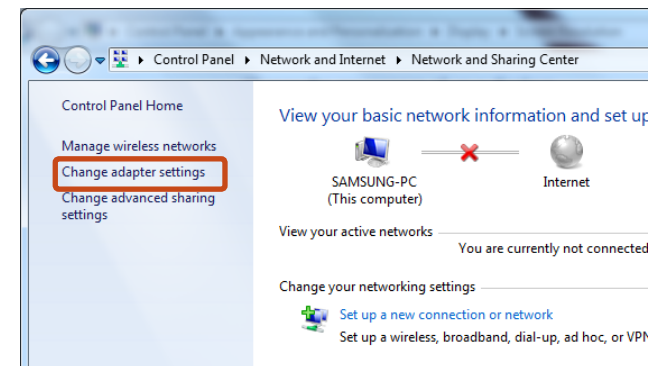 Control Panel ▸ Network and Internet ▸ Network and Sharing Center
Control Panel Home
Manage wireless networks
Change adapter settings
Change advanced sharing
settings
View your basic network information and set up
SAMSUNG-PC
(This computer)
Internet
View your active networks
You are currently not connected
Change your networking settings
Set up a new connection or network
Set up a wireless, broadband, dial-up, ad hoc, or VPN